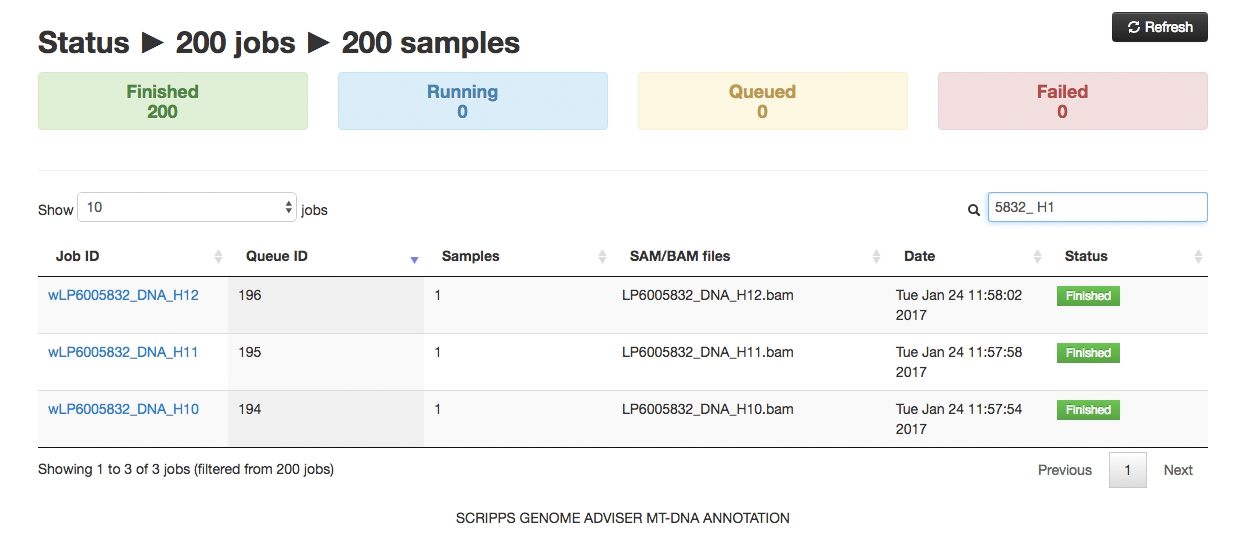 Status ► 200 jobs ► 200 samples
Refresh
Finished
200
Running
0
Queued
0
Failed
0
Show 10 jobs
5832_ H1
Job ID Queue ID Samples SAM/BAM files Date Status
wLP6005832_DNA_H12 196 1 LP6005832_DNA_H12.bam Tue Jan 24 11:58:02 Finished
2017
wLP6005832_DNA_H11 195 1 LP6005832_DNA_H11.bam Tue Jan 24 11:57:58 Finished
2017
wLP6005832_DNA_H10 194 1 LP6005832_DNA_H10.bam Tue Jan 24 11:57:54 Finished
2017
Showing 1 to 3 of 3 jobs (filtered from 200 jobs)
Previous 1 Next
SCRIPPS GENOME ADVISER MT-DNA ANNOTATION